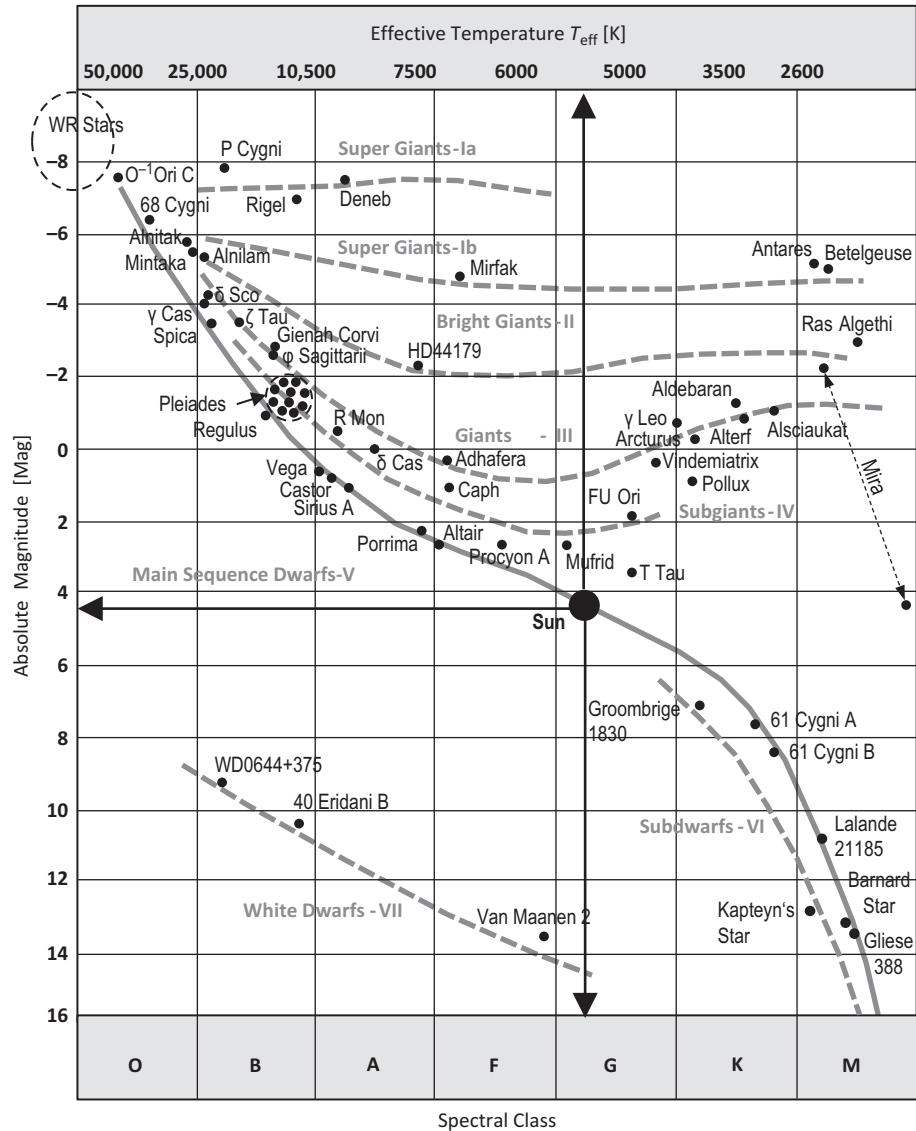 Effective Temperature Teff [K]
50,000 25,000 10,500 7500 6000 5000 3500 2600
WR Stars
P Cygni
Super Giants-Ia
–8
O⁻¹Ori C
Rigel
Deneb
68 Cygni
–6
Alnitak
Mintaka
Alnilam
Super Giants-Ib
Mirfak
Antares
Betelgeuse
δ Sco
–4
γ Cas
Spica
ζ Tau
Gienah Corvi
φ Sagittarii
Bright Giants-II
HD44179
Ras Algethi
–2
Pleiades
Regulus
R Mon
Aldebaran
γ Leo
Arcturus
Alterf
Alsciaukat
0
δ Cas
Giants - III
Adhafera
Vindemiatrix
Vega
Castor
Sirius A
Caph
Pollux
Mira
FU Ori
Subgiants-IV
2
Porrima
Altair
Procyon A
Mufrid
T Tau
Main Sequence Dwarfs-V
4
Sun
6
Groombrige
1830
61 Cygni A
61 Cygni B
8
WD0644+375
40 Eridani B
10
Subdwarfs - VI
Lalande
21185
12
White Dwarfs - VII
Van Maanen 2
Kapteyn‘s
Star
Barnard
Star
Gliese
388
14
16
Absolute Magnitude [Mag]
O B A F G K M
Spectral Class